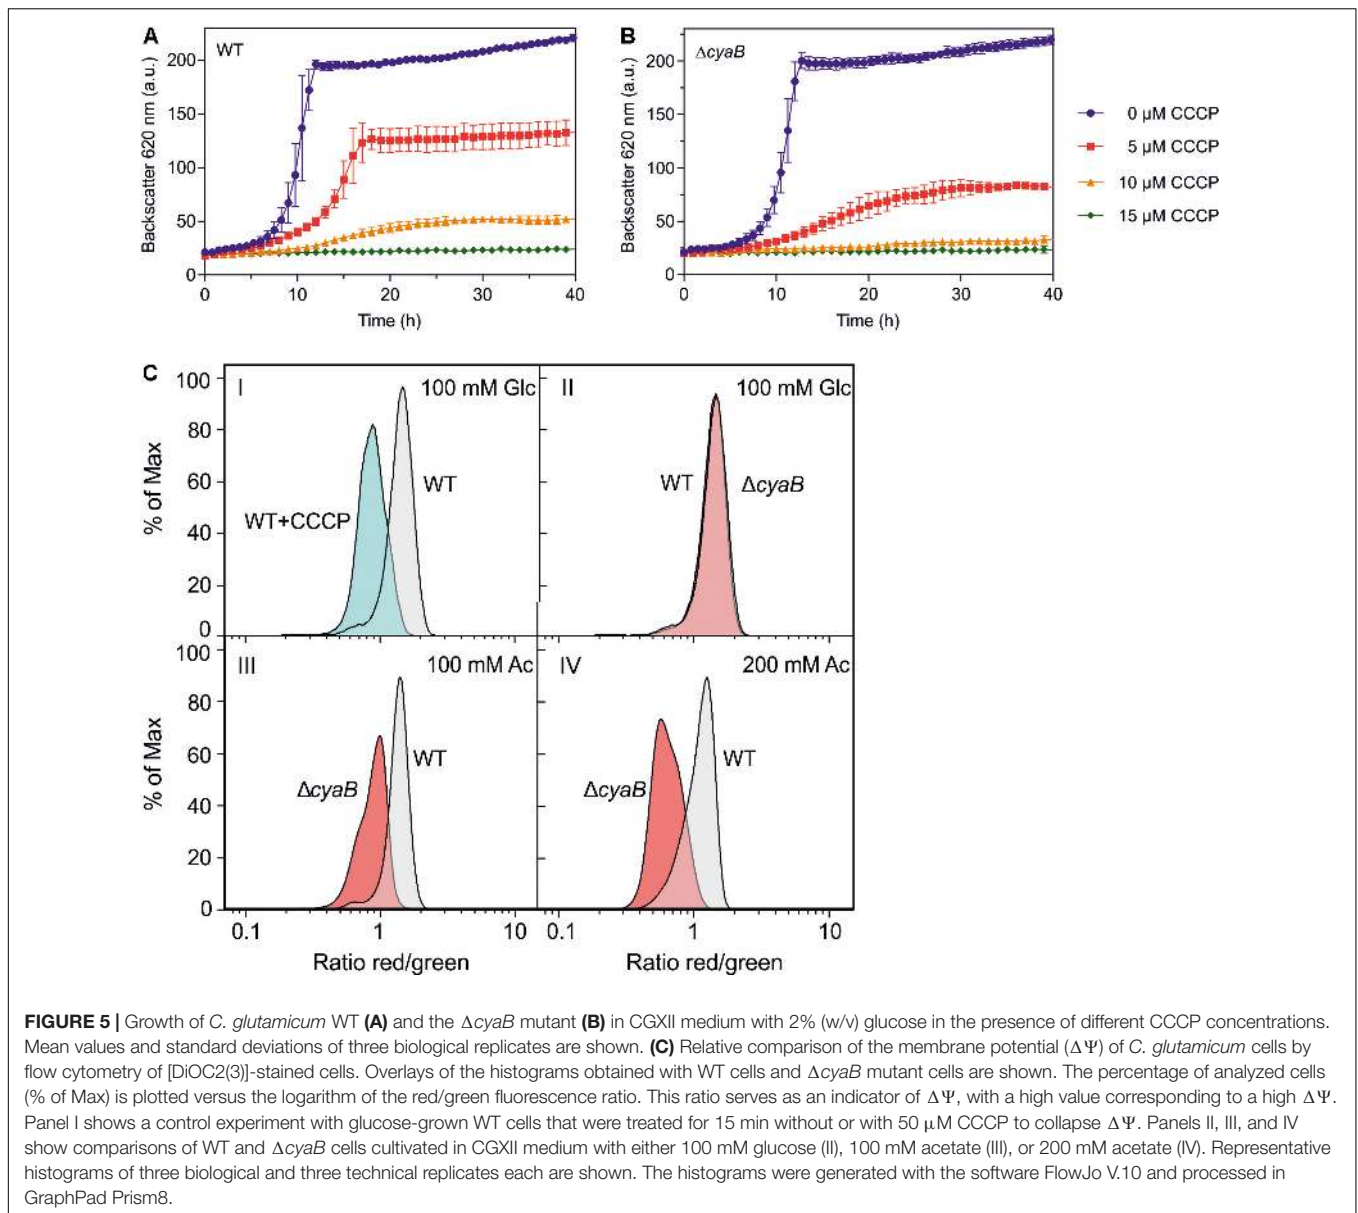 A
WT
Backscatter 620 nm (a.u.)
200
150
100
50
0
0
10
20
30
40
Time (h)
B
ΔcyaB
Backscatter 620 nm (a.u.)
200
150
100
50
0
0
10
20
30
40
Time (h)
0 µM CCCP
5 µM CCCP
10 µM CCCP
15 µM CCCP
C
% of Max
100
80
60
40
20
0
I
100 mM Glc
WT+CCCP
WT
II
100 mM Glc
WT
ΔcyaB
% of Max
100
80
60
40
20
0
III
100 mM Ac
ΔcyaB
WT
0.1
1
10
Ratio red/green
IV
200 mM Ac
ΔcyaB
WT
0.1
1
10
Ratio red/green
FIGURE 5 | Growth of C. glutamicum WT (A) and the ΔcyaB mutant (B) in CGXII medium with 2% (w/v) glucose in the presence of different CCCP concentrations.
Mean values and standard deviations of three biological replicates are shown. (C) Relative comparison of the membrane potential (ΔΨ) of C. glutamicum cells by
flow cytometry of [DiOC2(3)]-stained cells. Overlays of the histograms obtained with WT cells and ΔcyaB mutant cells are shown. The percentage of analyzed cells
(% of Max) is plotted versus the logarithm of the red/green fluorescence ratio. This ratio serves as an indicator of ΔΨ, with a high value corresponding to a high ΔΨ.
Panel I shows a control experiment with glucose-grown WT cells that were treated for 15 min without or with 50 µM CCCP to collapse ΔΨ. Panels II, III, and IV
show comparisons of WT and ΔcyaB cells cultivated in CGXII medium with either 100 mM glucose (II), 100 mM acetate (III), or 200 mM acetate (IV). Representative
histograms of three biological and three technical replicates each are shown. The histograms were generated with the software FlowJo V.10 and processed in
GraphPad Prism8.